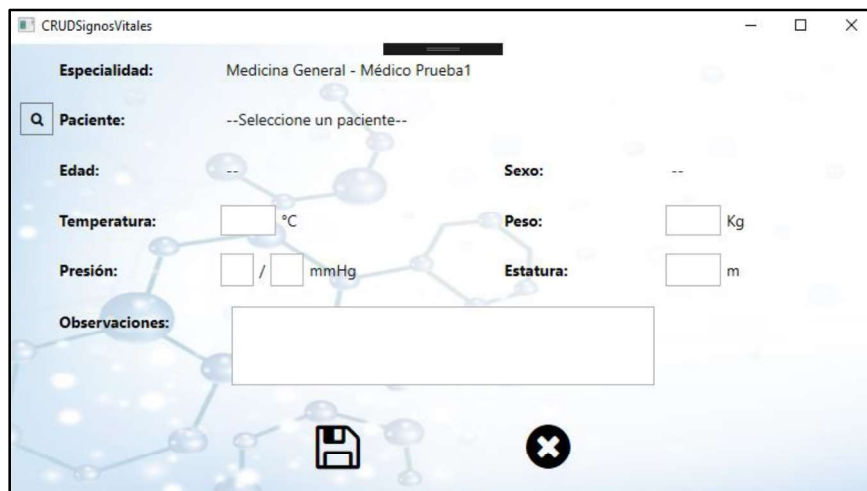 CRUDSignosVitales
Especialidad: Medicina General - Médico Prueba1
Paciente: --Seleccione un paciente--
Edad: -- Sexo: --
Temperatura: °C Peso: Kg
Presión: / mmHg Estatura: m
Observaciones: